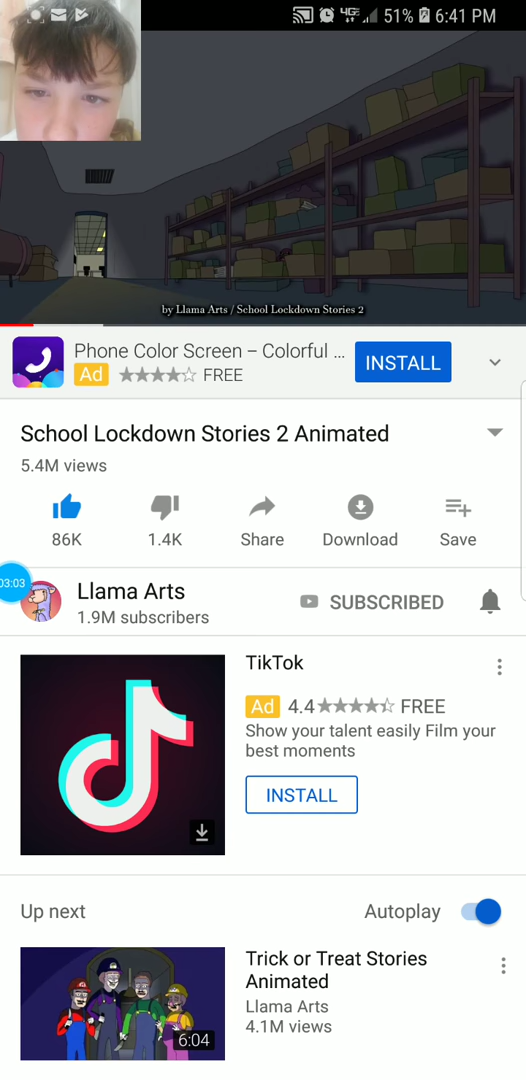 51% 6:41 PM
by Llama Arts / School Lockdown Stories 2
Phone Color Screen – Colorful ...
Ad FREE
INSTALL
School Lockdown Stories 2 Animated
5.4M views
86K 1.4K Share Download Save
03:03
Llama Arts
1.9M subscribers
SUBSCRIBED
TikTok
Ad 4.4 FREE
Show your talent easily Film your
best moments
INSTALL
Up next Autoplay
Trick or Treat Stories
Animated
Llama Arts
4.1M views
6:04